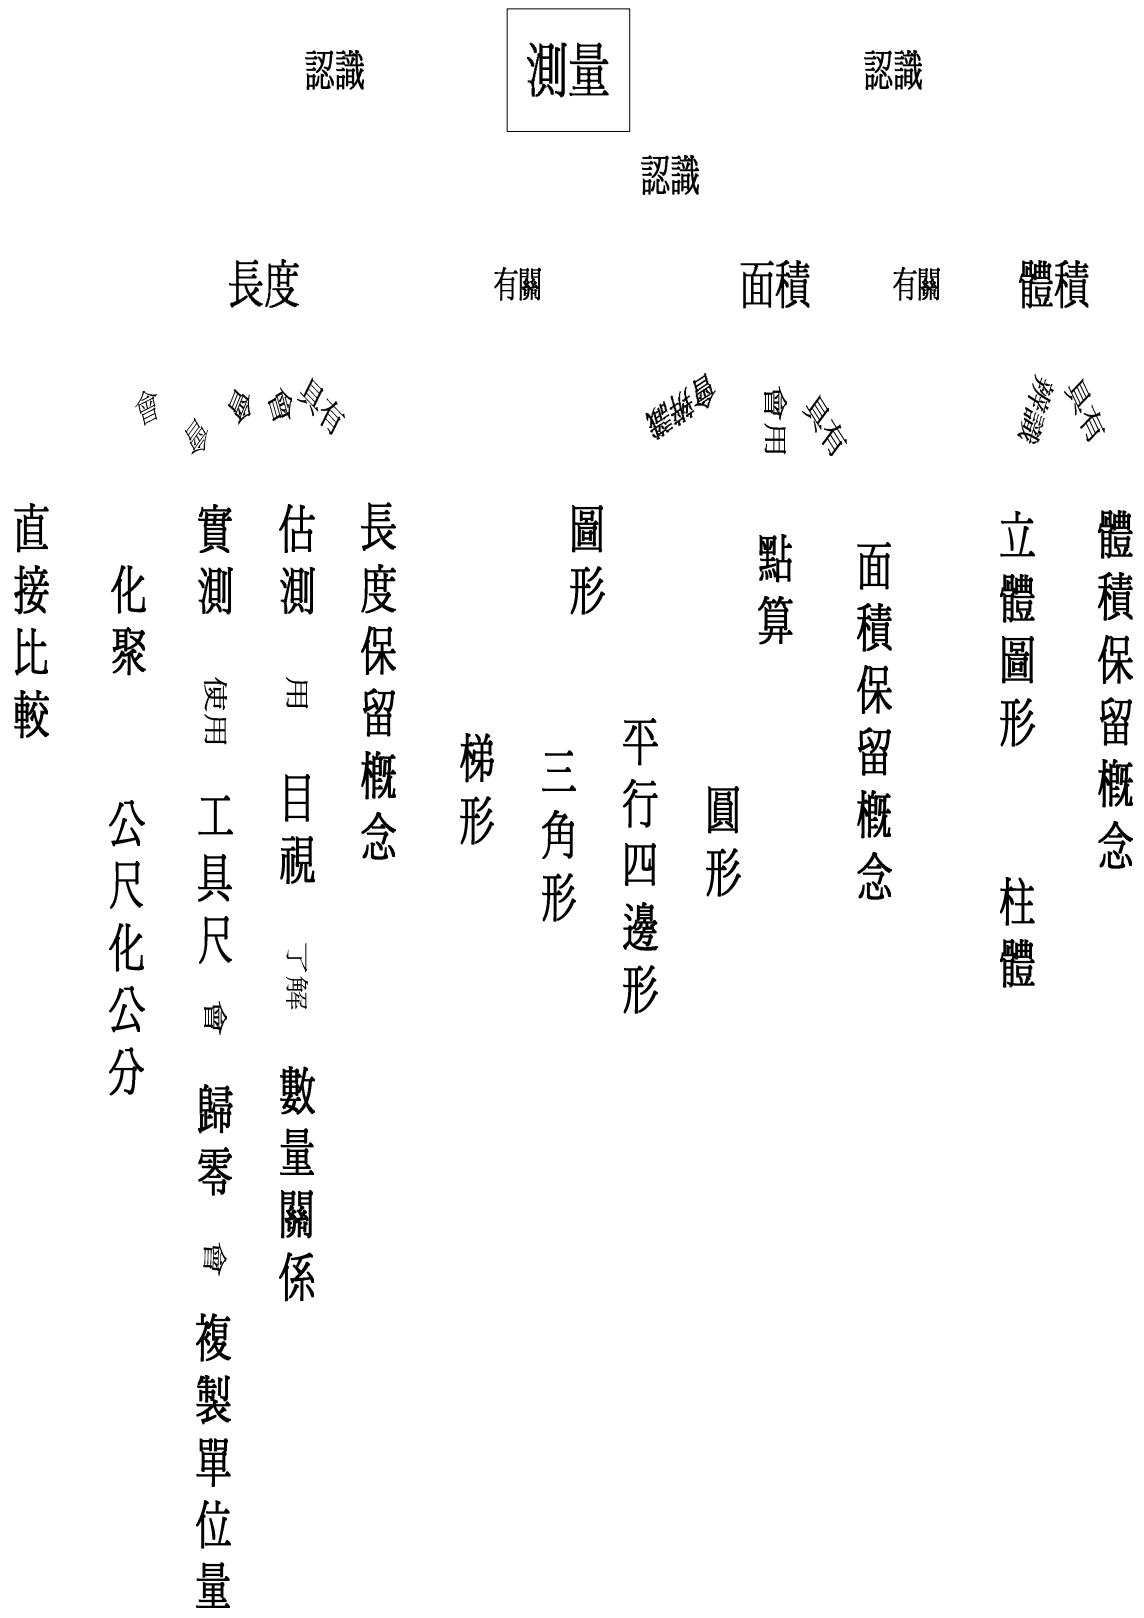 測量
認識
認識
認識
長度
有關
面積
有關
體積
會
會
會
會
具有
會辨識
會用
具有
辨識
具有
直接比較
化聚
公尺化公分
實測
使用
工具尺
會
歸零
會
複製單位量
估測
用
目視
了解
數量關係
長度保留概念
圖形
梯形
三角形
平行四邊形
圓形
點算
面積保留概念
立體圖形
柱體
體積保留概念